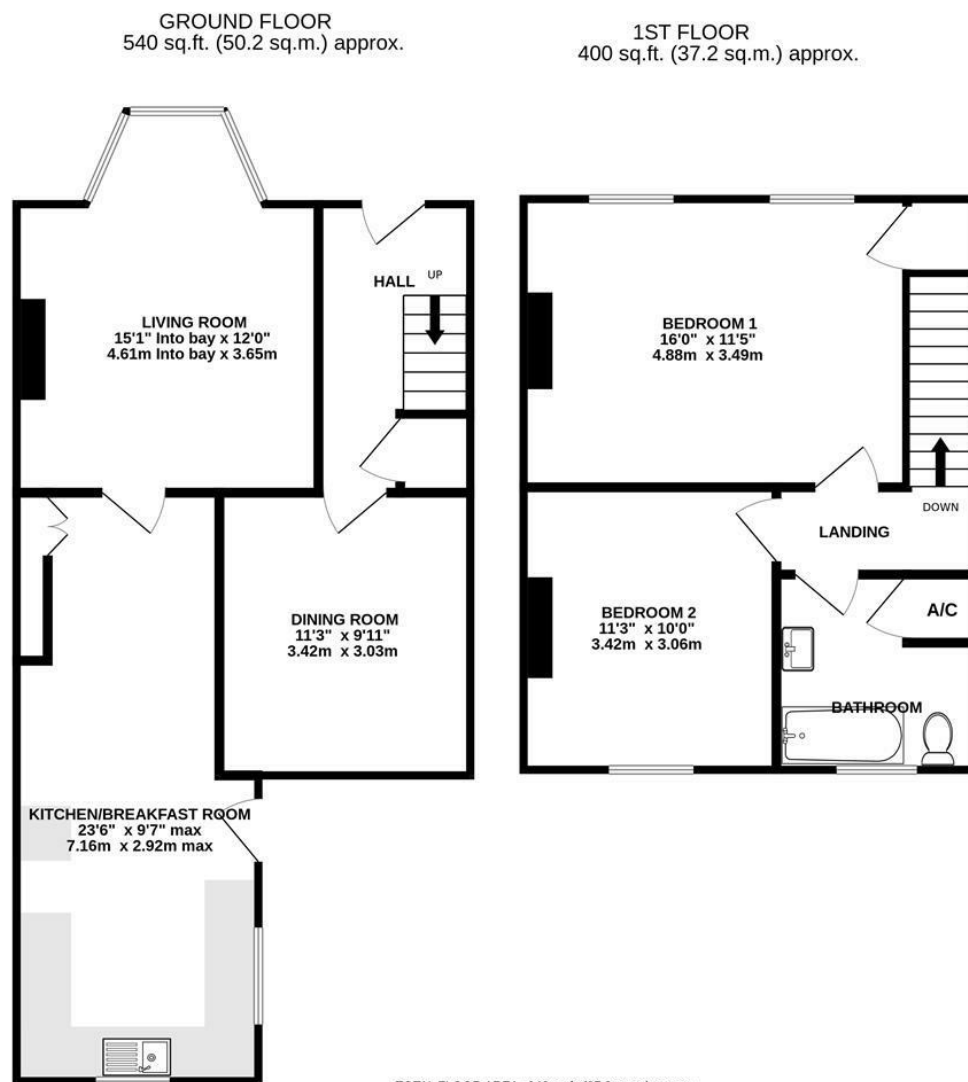 GROUND FLOOR
540 sq.ft. (50.2 sq.m.) approx.
1ST FLOOR
400 sq.ft. (37.2 sq.m.) approx.
HALL
UP
LIVING ROOM
15'1" Into bay x 12'0"
4.61m Into bay x 3.65m
DINING ROOM
11'3" x 9'11"
3.42m x 3.03m
KITCHEN/BREAKFAST ROOM
23'6" x 9'7" max
7.16m x 2.92m max
BEDROOM 1
16'0" x 11'5"
4.88m x 3.49m
DOWN
LANDING
BEDROOM 2
11'3" x 10'0"
3.42m x 3.06m
A/C
BATHROOM